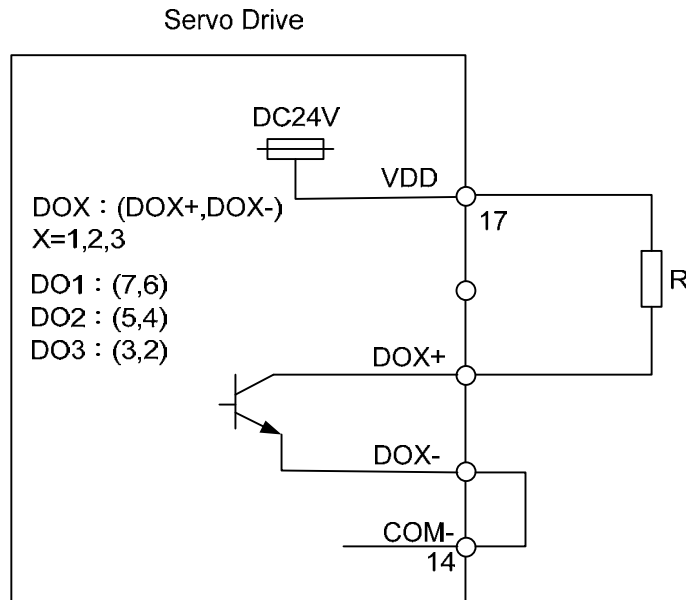 Servo Drive
DC24V
VDD
17
DOX：(DOX+,DOX-)
X=1,2,3
DO1：(7,6)
DO2：(5,4)
DO3：(3,2)
R
DOX+
DOX-
COM-
14